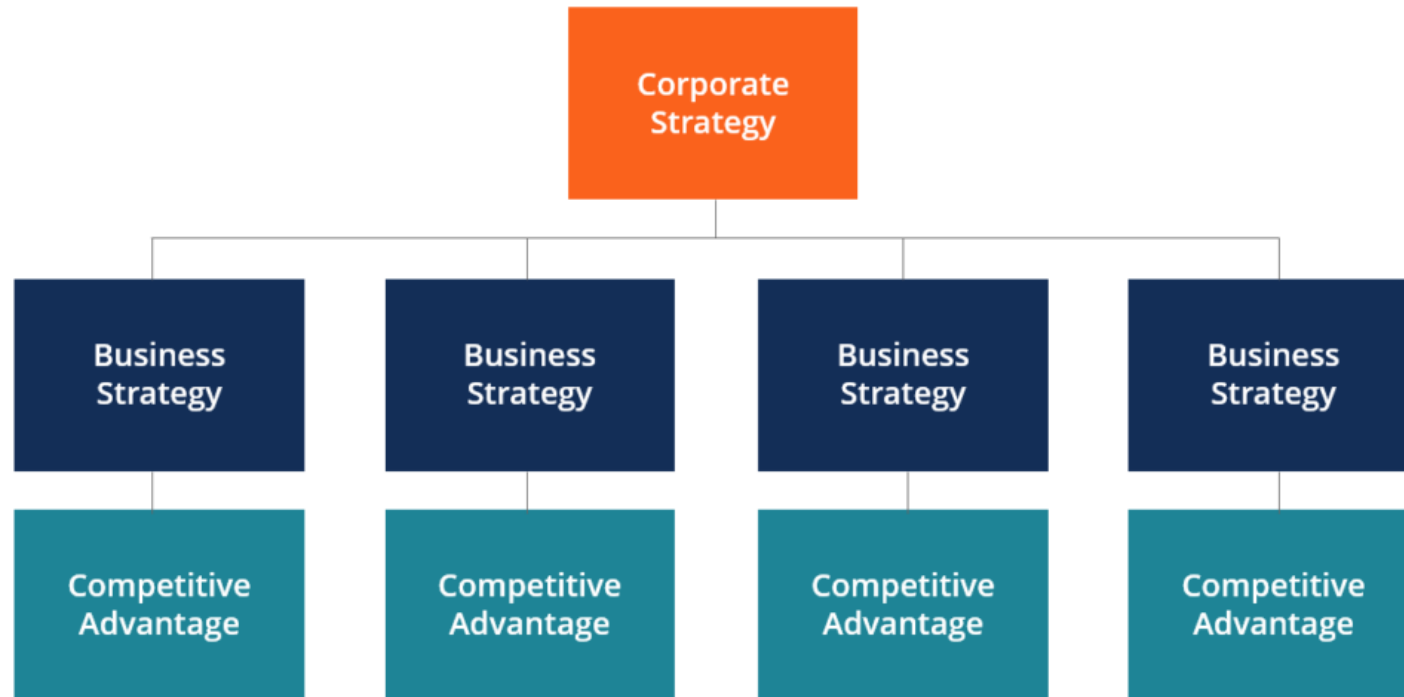 Corporate
Strategy
Business
Strategy
Business
Strategy
Business
Strategy
Business
Strategy
Competitive
Advantage
Competitive
Advantage
Competitive
Advantage
Competitive
Advantage